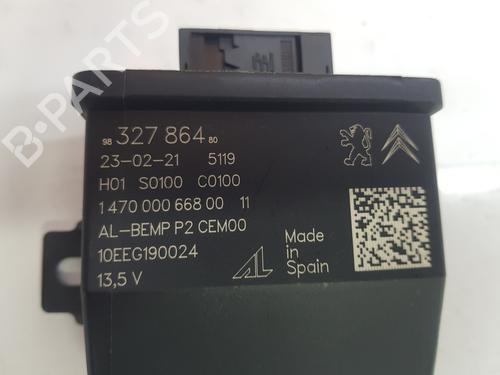 B-PARTS
98 327 864 80
23-02-21 5119
H01 S0100 C0100
1 470 000 668 00 11
AL-BEMP P2 CEM00
10EEG190024
13,5 V
AL
Made
in
Spain